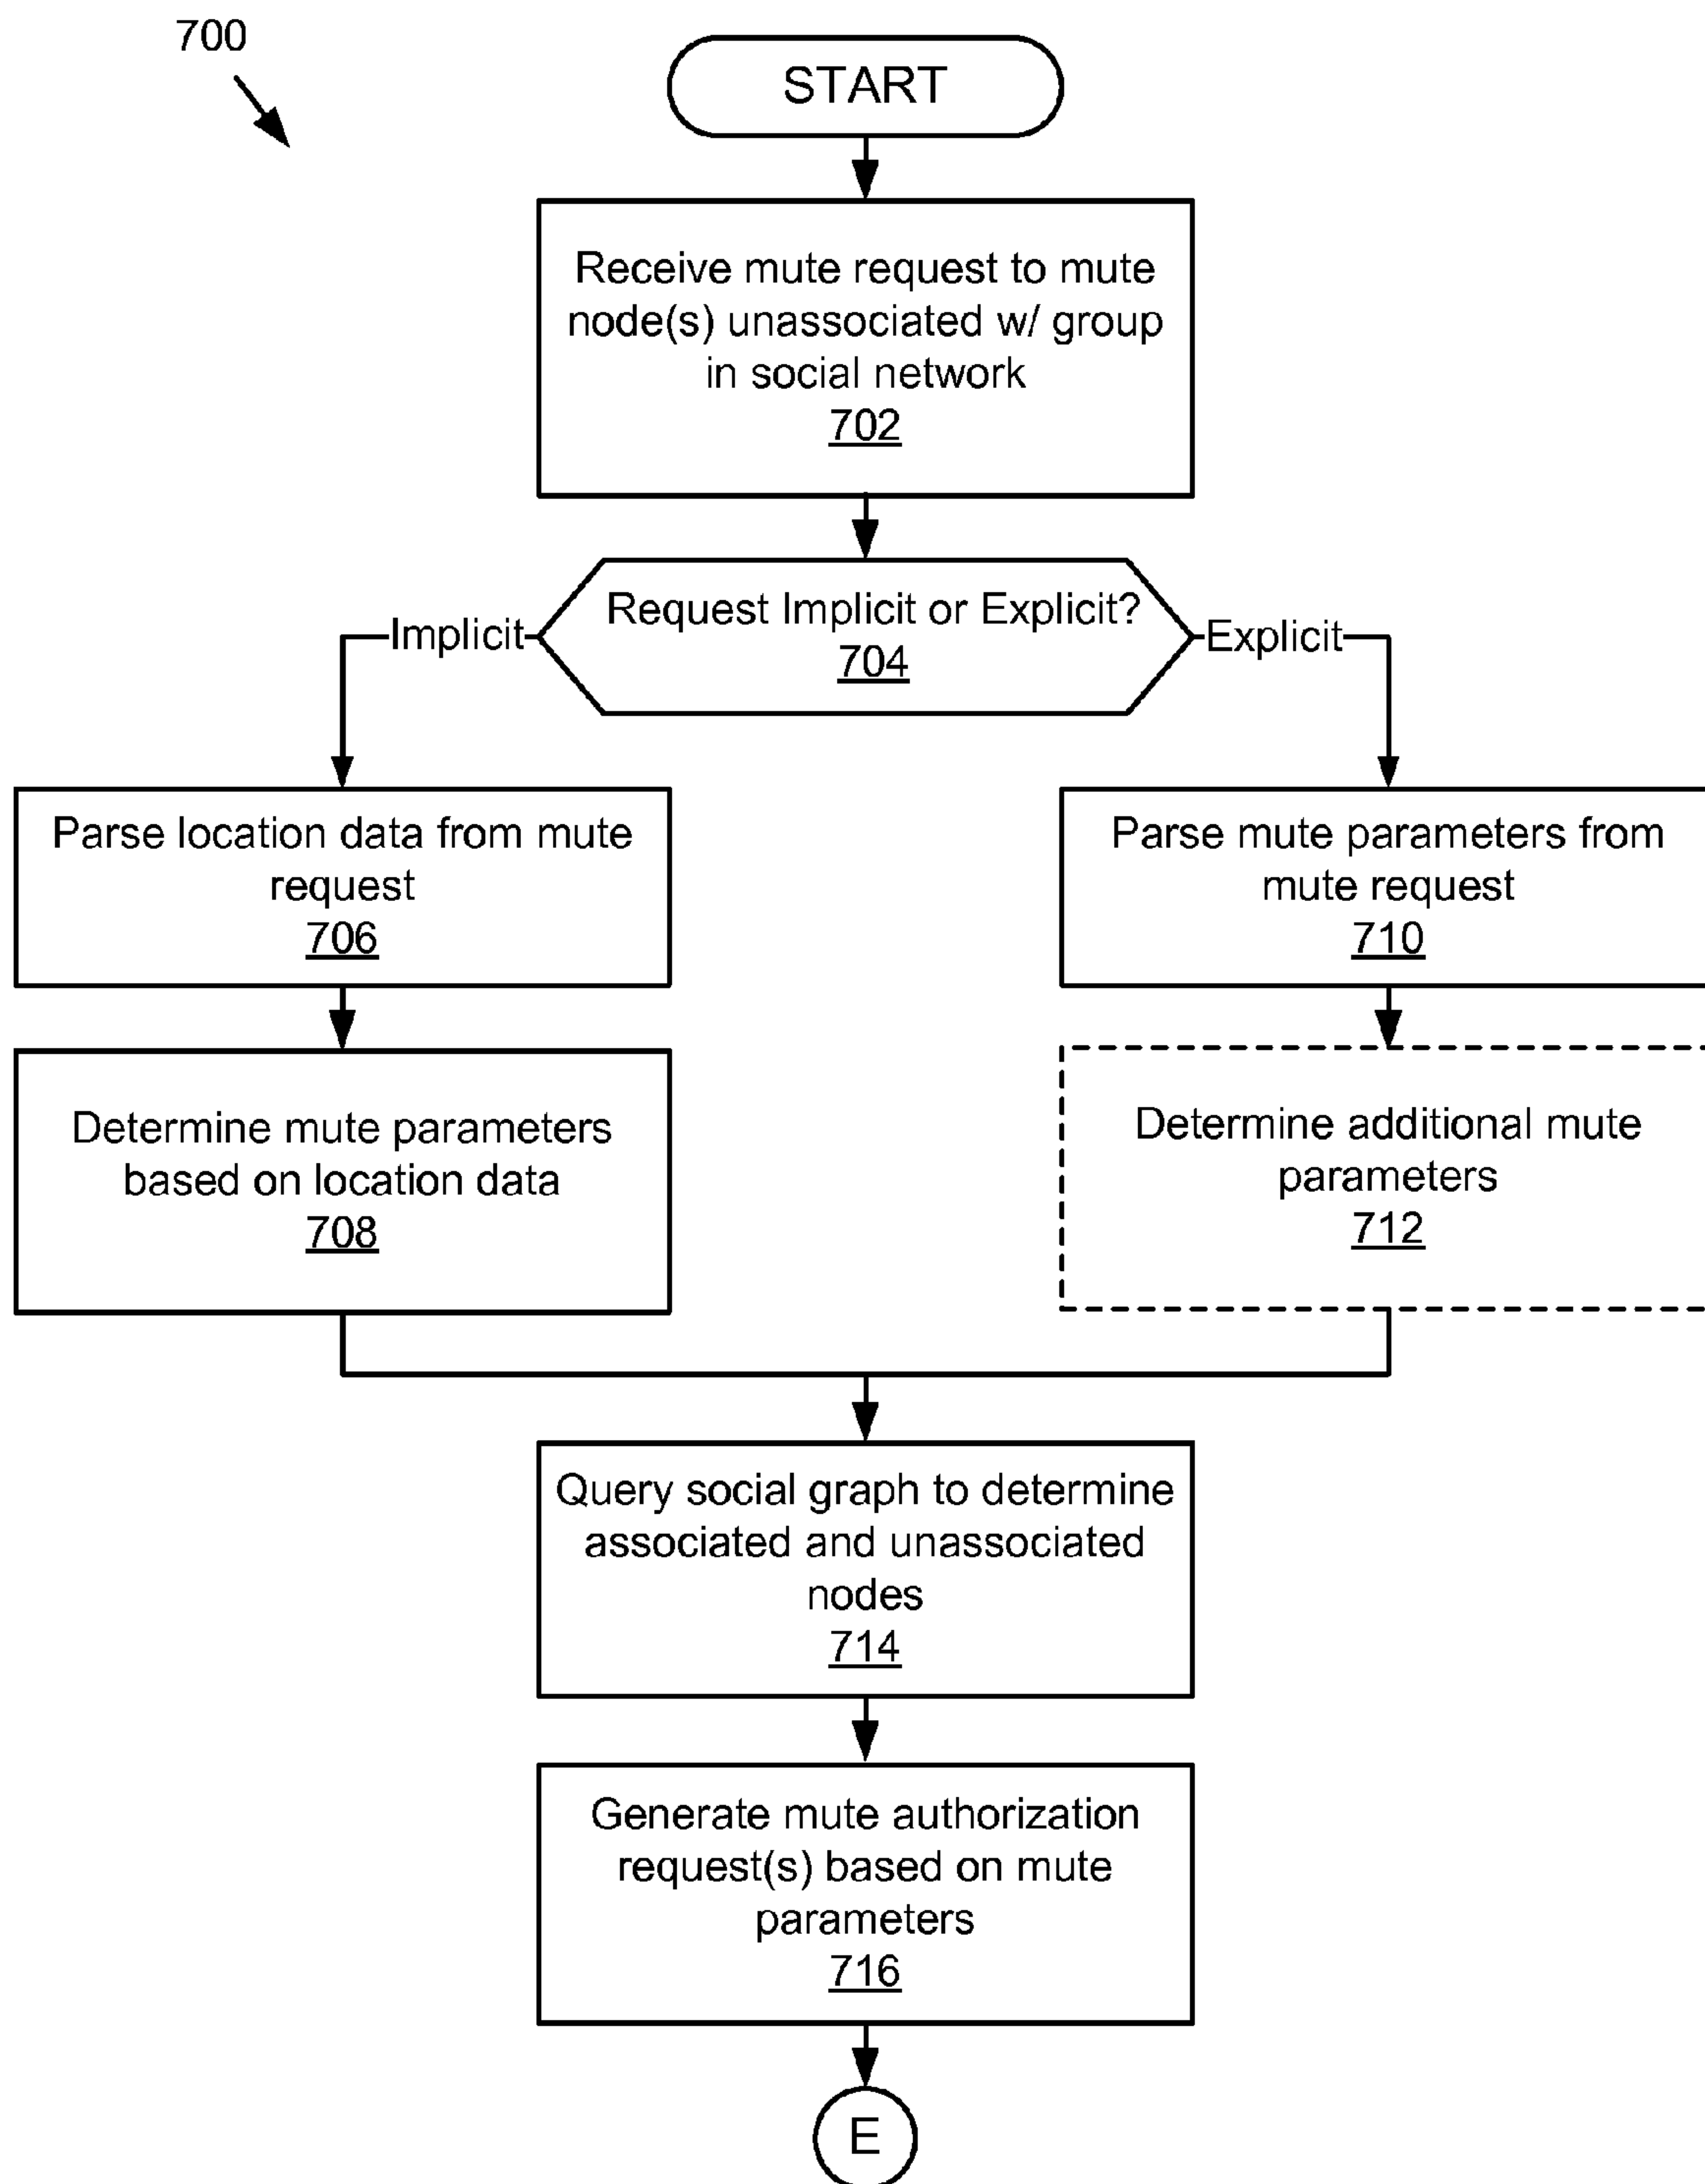 700
START
Receive mute request to mute
node(s) unassociated w/ group
in social network
702
Request Implicit or Explicit?
704
Implicit
Explicit
Parse location data from mute
request
706
Parse mute parameters from
mute request
710
Determine mute parameters
based on location data
708
Determine additional mute
parameters
712
Query social graph to determine
associated and unassociated
nodes
714
Generate mute authorization
request(s) based on mute
parameters
716
E